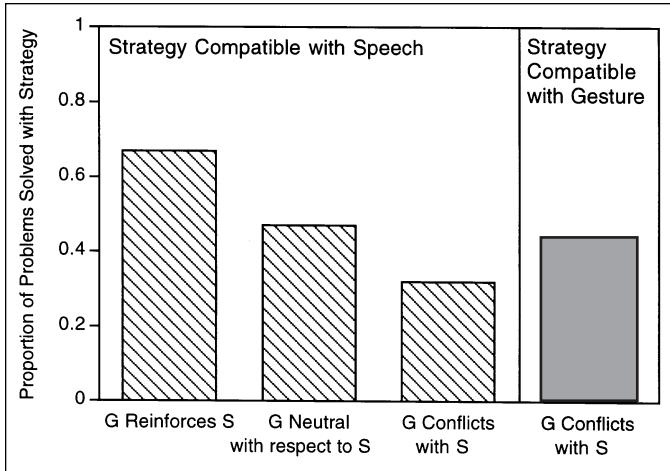 Proportion of Problems Solved with Strategy
1
0.8
0.6
0.4
0.2
0
Strategy Compatible with Speech
Strategy
Compatible
with Gesture
G Reinforces S
G Neutral
with respect to S
G Conflicts
with S
G Conflicts
with S